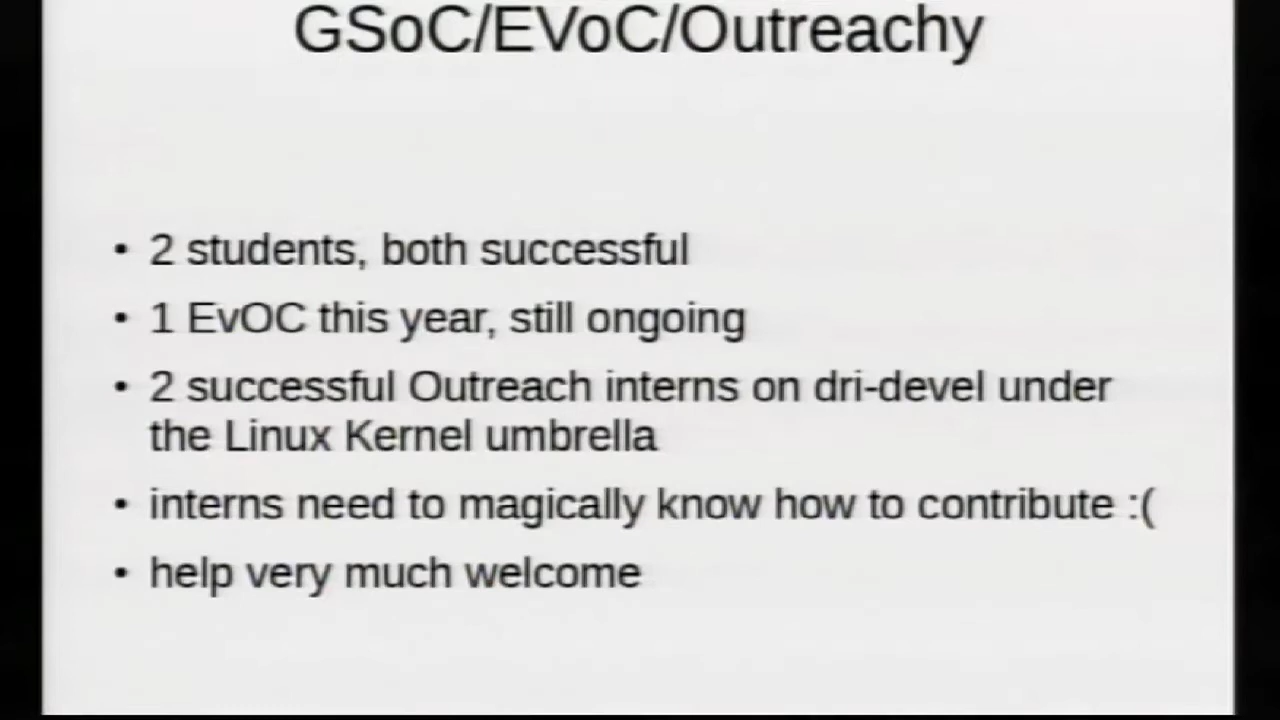 GSoC/EVoC/Outreachy
• 2 students, both successful
• 1 EvOC this year, still ongoing
• 2 successful Outreach interns on dri-devel under
the Linux Kernel umbrella
• interns need to magically know how to contribute :(
• help very much welcome